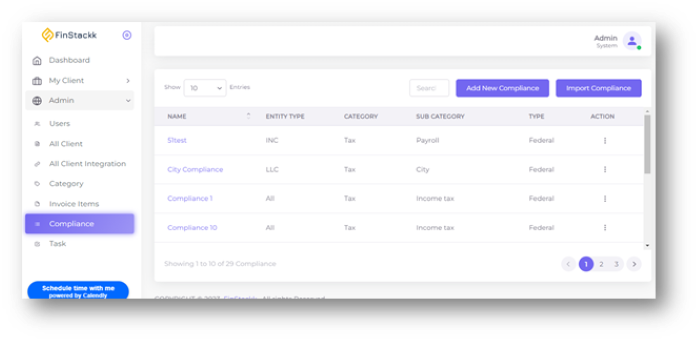 FinStackk
Admin
System
Dashboard
My Client
Admin
Users
All Client
All Client Integration
Category
Invoice Items
Compliance
Task
Schedule time with me
powered by Calendly
Show 10 Entries
Searc
Add New Compliance
Import Compliance
NAME ENTITY TYPE CATEGORY SUB CATEGORY TYPE ACTION
51test INC Tax Payroll Federal
City Compliance LLC Tax City Federal
Compliance 1 All Tax Income tax Federal
Compliance 10 All Tax Income tax Federal
Showing 1 to 10 of 29 Compliance
1 2 3
COPYRIGHT © 2023 FinStackk, All rights Reserved